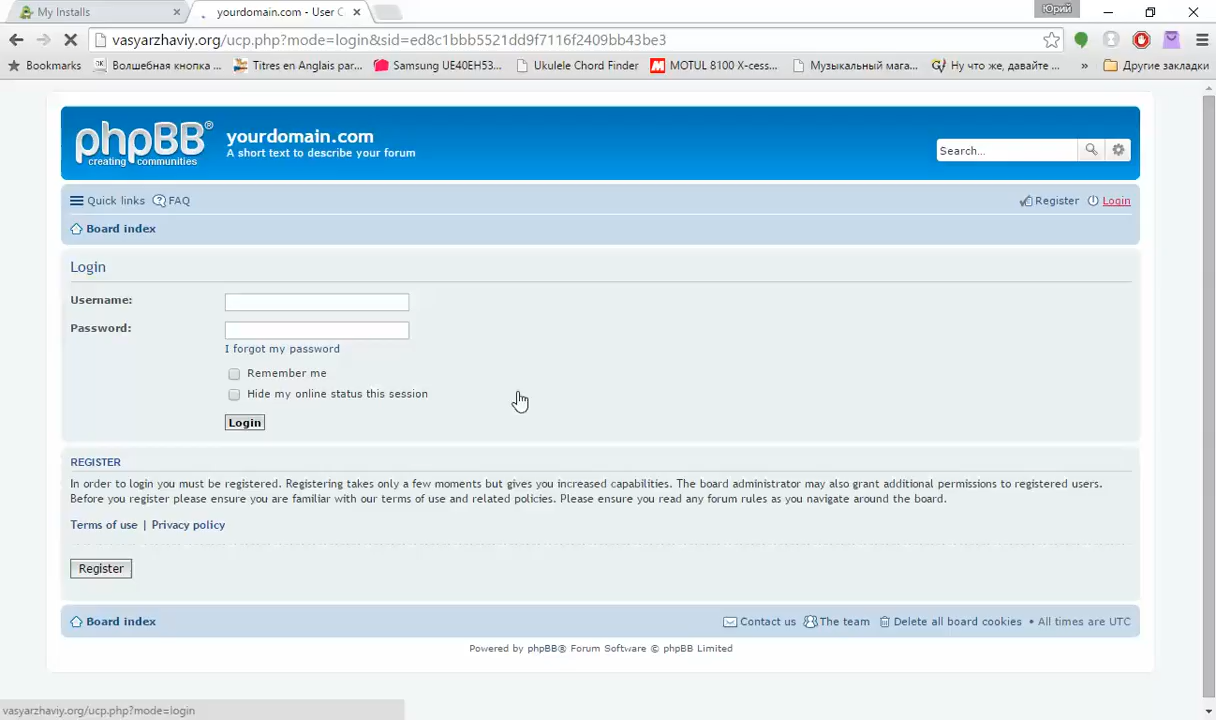 My Installs
yourdomain.com - User C
Юрий
vasyarzhaviy.org/ucp.php?mode=login&sid=ed8c1bbb5521dd9f7116f2409bb43be3
Bookmarks
Волшебная кнопка ...
Titres en Anglais par...
Samsung UE40EH53...
Ukulele Chord Finder
MOTUL 8100 X-cess...
Музыкальный мага...
Ну что же, давайте ...
»
Другие закладки
phpBB®
creating communities
yourdomain.com
A short text to describe your forum
Search...
Quick links
FAQ
Register
Login
Board index
Login
Username:
Password:
I forgot my password
Remember me
Hide my online status this session
Login
REGISTER
In order to login you must be registered. Registering takes only a few moments but gives you increased capabilities. The board administrator may also grant additional permissions to registered users.
Before you register please ensure you are familiar with our terms of use and related policies. Please ensure you read any forum rules as you navigate around the board.
Terms of use | Privacy policy
Register
Board index
Contact us
The team
Delete all board cookies
• All times are UTC
Powered by phpBB® Forum Software © phpBB Limited
vasyarzhaviy.org/ucp.php?mode=login